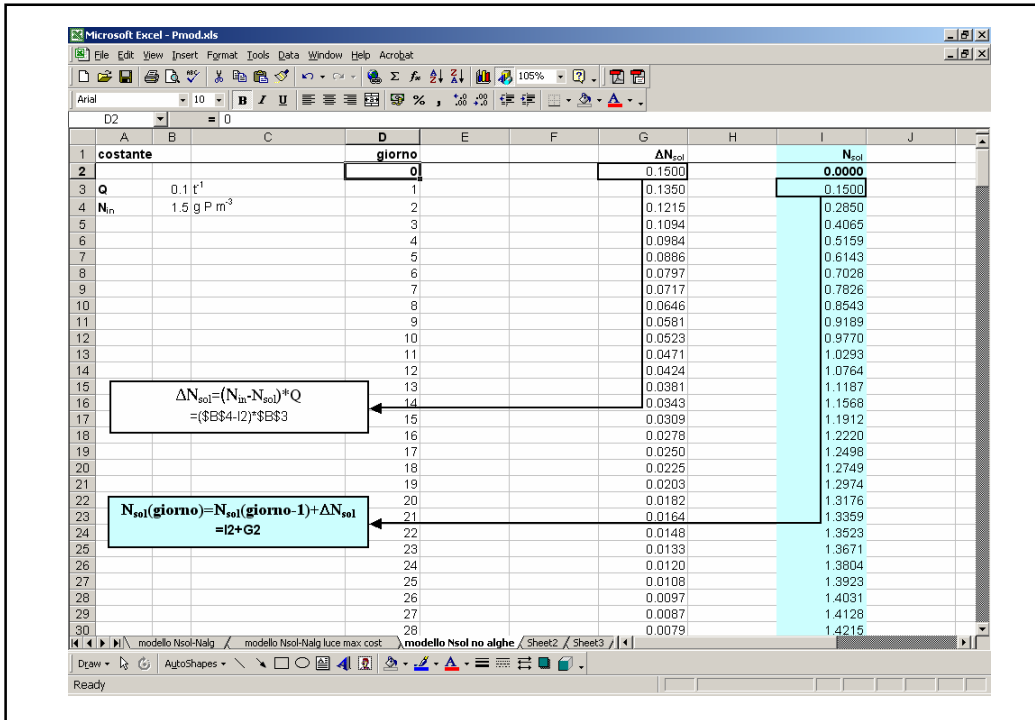 Microsoft Excel - Pmod.xls
File Edit View Insert Format Tools Data Window Help Acrobat
105%
Arial 10 B I U
D2 = 0
A B C D E F G H I J
1 costante giorno ΔNsol Nsol
2 0 0.1500 0.0000
3 Q 0.1 t-1 1 0.1350 0.1500
4 Nin 1.5 g P m-3 2 0.1215 0.2850
5 3 0.1094 0.4065
6 4 0.0984 0.5159
7 5 0.0886 0.6143
8 6 0.0797 0.7028
9 7 0.0717 0.7826
10 8 0.0646 0.8543
11 9 0.0581 0.9189
12 10 0.0523 0.9770
13 11 0.0471 1.0293
14 12 0.0424 1.0764
15 13 0.0381 1.1187
16 14 0.0343 1.1568
17 15 0.0309 1.1912
18 16 0.0278 1.2220
19 17 0.0250 1.2498
20 18 0.0225 1.2749
21 19 0.0203 1.2974
22 20 0.0182 1.3176
23 21 0.0164 1.3359
24 22 0.0148 1.3523
25 23 0.0133 1.3671
26 24 0.0120 1.3804
27 25 0.0108 1.3923
28 26 0.0097 1.4031
29 27 0.0087 1.4128
30 28 0.0079 1.4215
ΔNsol=(Nin-Nsol)*Q
=($B$4-I2)*$B$3
Nsol(giorno)=Nsol(giorno-1)+ΔNsol
=I2+G2
modello Nsol-Nalg modello Nsol-Nalg luce max cost modello Nsol no alghe Sheet2 Sheet3
Draw AutoShapes
Ready